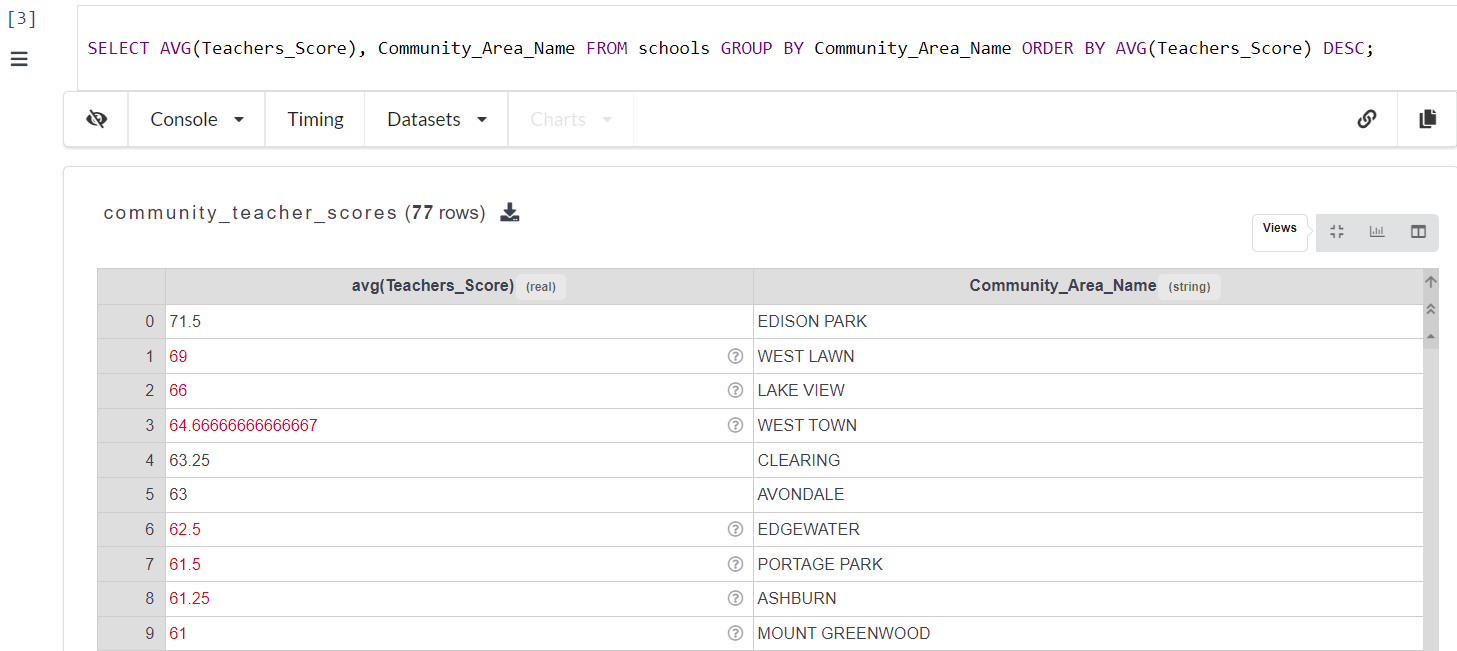 [3]
SELECT AVG(Teachers_Score), Community_Area_Name FROM schools GROUP BY Community_Area_Name ORDER BY AVG(Teachers_Score) DESC;
Console Timing Datasets Charts
community_teacher_scores (77 rows)
Views
avg(Teachers_Score) (real) Community_Area_Name (string)
0 71.5 EDISON PARK
1 69 ? WEST LAWN
2 66 ? LAKE VIEW
3 64.66666666666667 ? WEST TOWN
4 63.25 CLEARING
5 63 AVONDALE
6 62.5 ? EDGEWATER
7 61.5 ? PORTAGE PARK
8 61.25 ? ASHBURN
9 61 ? MOUNT GREENWOOD